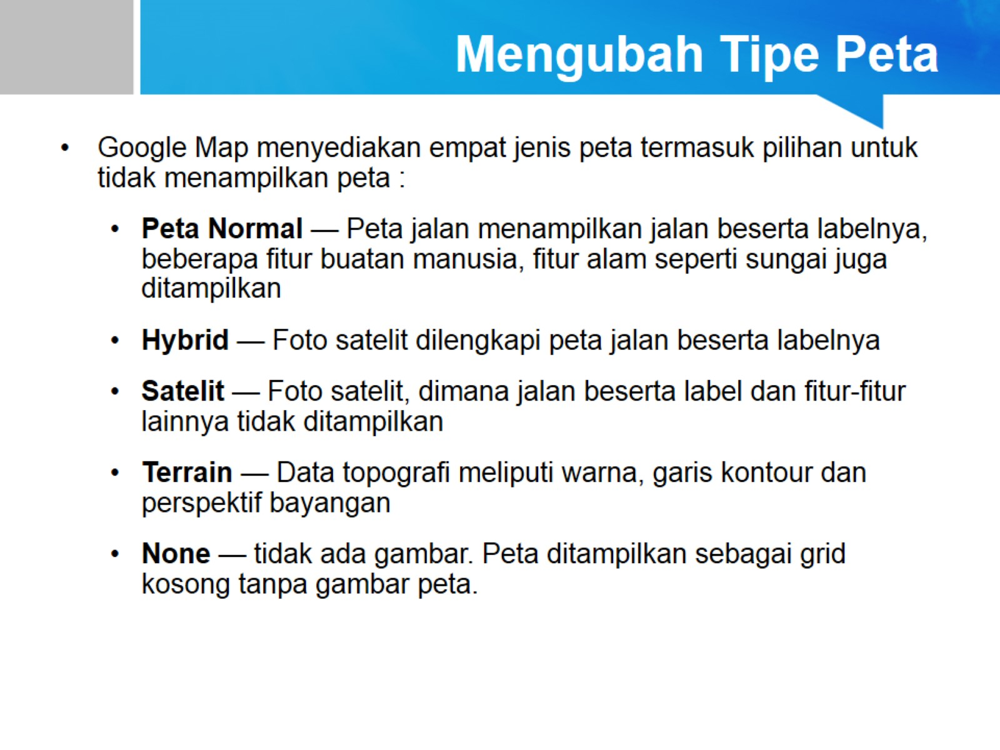 Mengubah Tipe Peta
• Google Map menyediakan empat jenis peta termasuk pilihan untuk
tidak menampilkan peta :
• Peta Normal — Peta jalan menampilkan jalan beserta labelnya,
beberapa fitur buatan manusia, fitur alam seperti sungai juga
ditampilkan
• Hybrid — Foto satelit dilengkapi peta jalan beserta labelnya
• Satelit — Foto satelit, dimana jalan beserta label dan fitur-fitur
lainnya tidak ditampilkan
• Terrain — Data topografi meliputi warna, garis kontour dan
perspektif bayangan
• None — tidak ada gambar. Peta ditampilkan sebagai grid
kosong tanpa gambar peta.